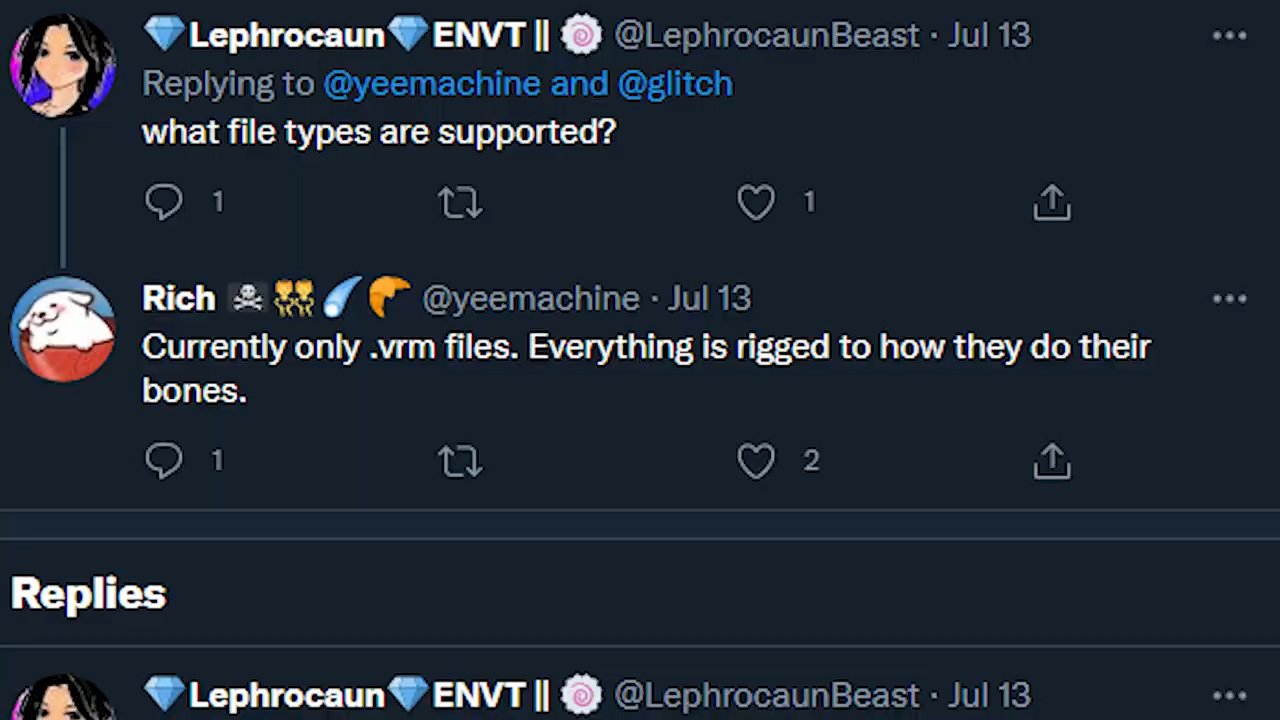 💎Lephrocaun💎ENVT || 🍥 @LephrocaunBeast · Jul 13
Replying to @yeemachine and @glitch
what file types are supported?
1 1
Rich ☠️👯☄️🥐 @yeemachine · Jul 13
Currently only .vrm files. Everything is rigged to how they do their
bones.
1 2
Replies
💎Lephrocaun💎ENVT || 🍥 @LephrocaunBeast · Jul 13